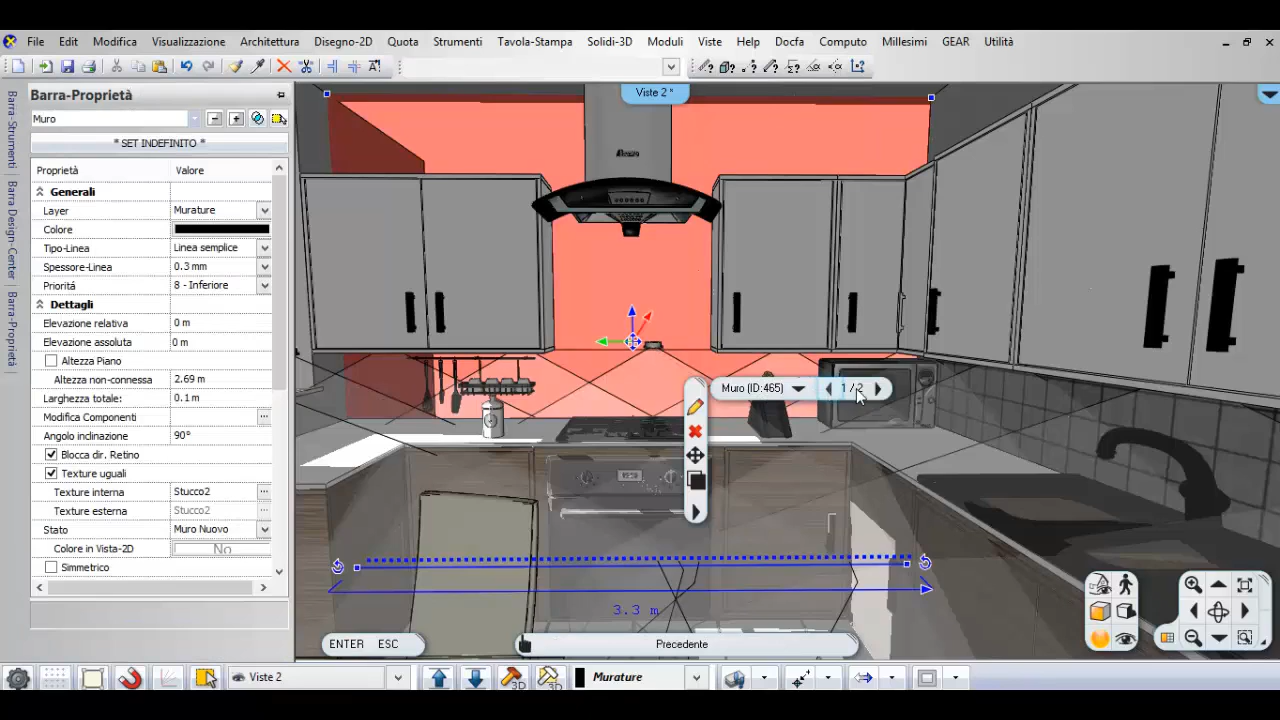 File Edit Modifica Visualizzazione Architettura Disegno-2D Quota Strumenti Tavola-Stampa Solidi-3D Moduli Viste Help Docfa Computo Millesimi GEAR Utilità
Barra-Strumenti
Barra Design-Center
Barra-Proprietà
Barra-Proprietà
Muro
* SET INDEFINITO *
Proprietà Valore
Generali
Layer Murature
Colore
Tipo-Linea Linea semplice
Spessore-Linea 0.3 mm
Priorità 8 - Inferiore
Dettagli
Elevazione relativa 0 m
Elevazione assoluta 0 m
Altezza Piano
Altezza non-connessa 2.69 m
Larghezza totale: 0.1 m
Modifica Componenti ...
Angolo inclinazione 90°
Blocca dir. Retino
Texture uguali
Texture interna Stucco2 ...
Texture esterna Stucco2 ...
Stato Muro Nuovo
Colore in Vista-2D No
Simmetrico
Viste 2 *
Muro (ID:465) 1 / 2
3.3 m
ENTER ESC
Precedente
Viste 2
3D
3D
Murature